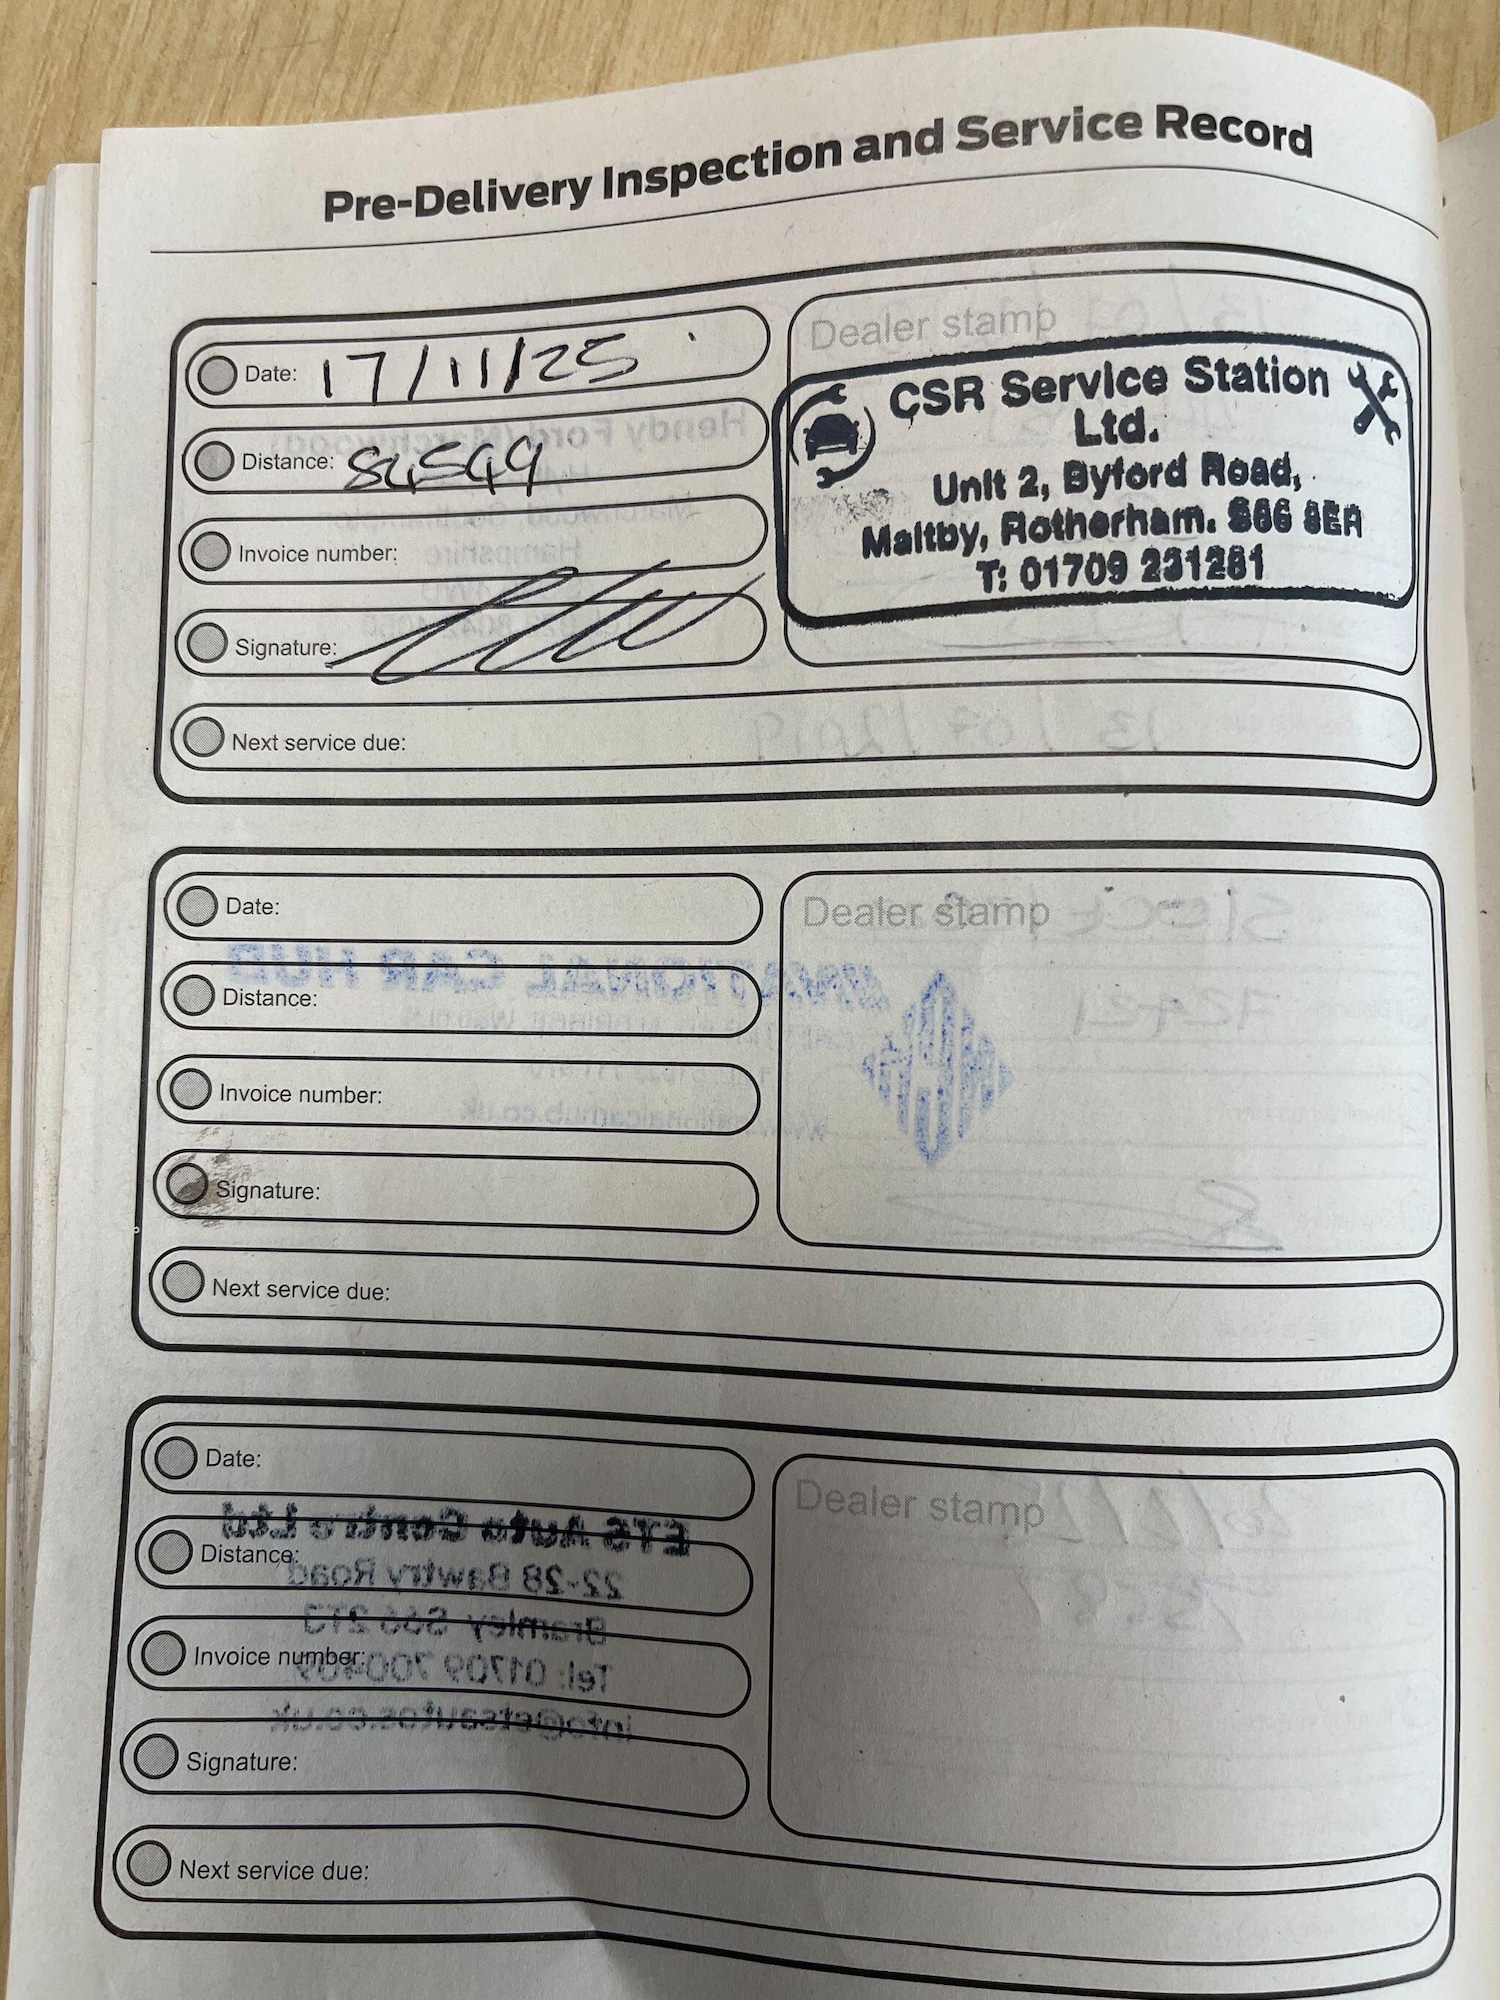 Pre-Delivery Inspection and Service Record
Date: 17/11/25
Distance: 84549
Invoice number:
Signature:
Next service due:
Dealer stamp
CSR Service Station
Ltd.
Unit 2, Byford Road,
Maltby, Rotherham. S66 8ER
T: 01709 231281
Date:
Distance:
Invoice number:
Signature:
Next service due:
Dealer stamp
Date:
Distance:
Invoice number:
Signature:
Next service due:
Dealer stamp